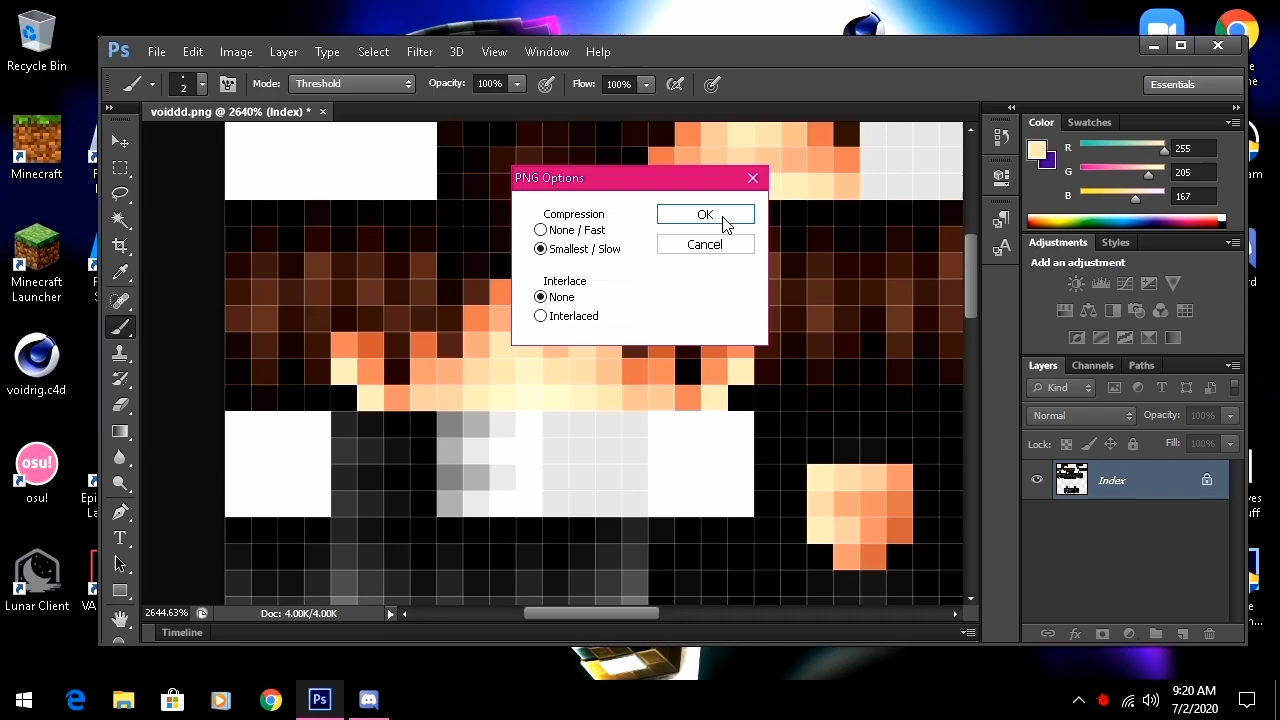 Recycle Bin
Minecraft
Minecraft
Launcher
voidrig.c4d
osu!
osu!
Lunar Client
Ps
File Edit Image Layer Type Select Filter 3D View Window Help
2
Mode: Threshold
Opacity: 100%
Flow: 100%
Essentials
voiddd.png @ 2640% (Index) *
PNG Options
Compression
None / Fast
Smallest / Slow
Interlace
None
Interlaced
OK
Cancel
Color Swatches
R 255
G 205
B 167
Adjustments Styles
Add an adjustment
Layers Channels Paths
Kind
Normal Opacity: 100%
Lock: Fill: 100%
Index
2644.63% Doc: 4.00K/4.00K
Timeline
Ps
9:20 AM
7/2/2020